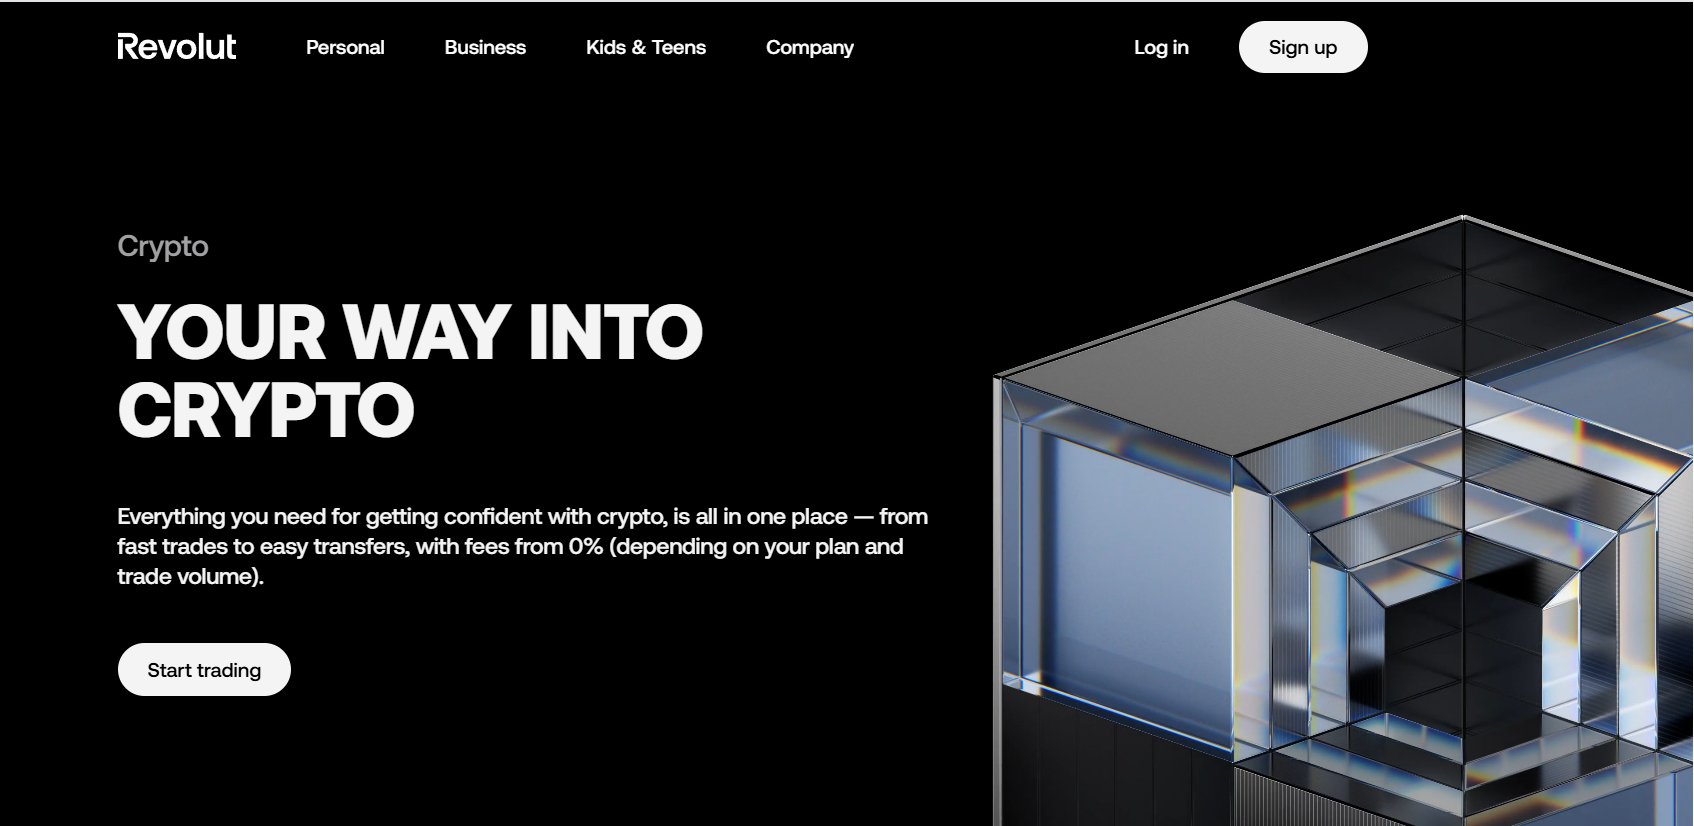 Revolut
Personal
Business
Kids & Teens
Company
Log in
Sign up
Crypto
YOUR WAY INTO
CRYPTO
Everything you need for getting confident with crypto, is all in one place — from
fast trades to easy transfers, with fees from 0% (depending on your plan and
trade volume).
Start trading